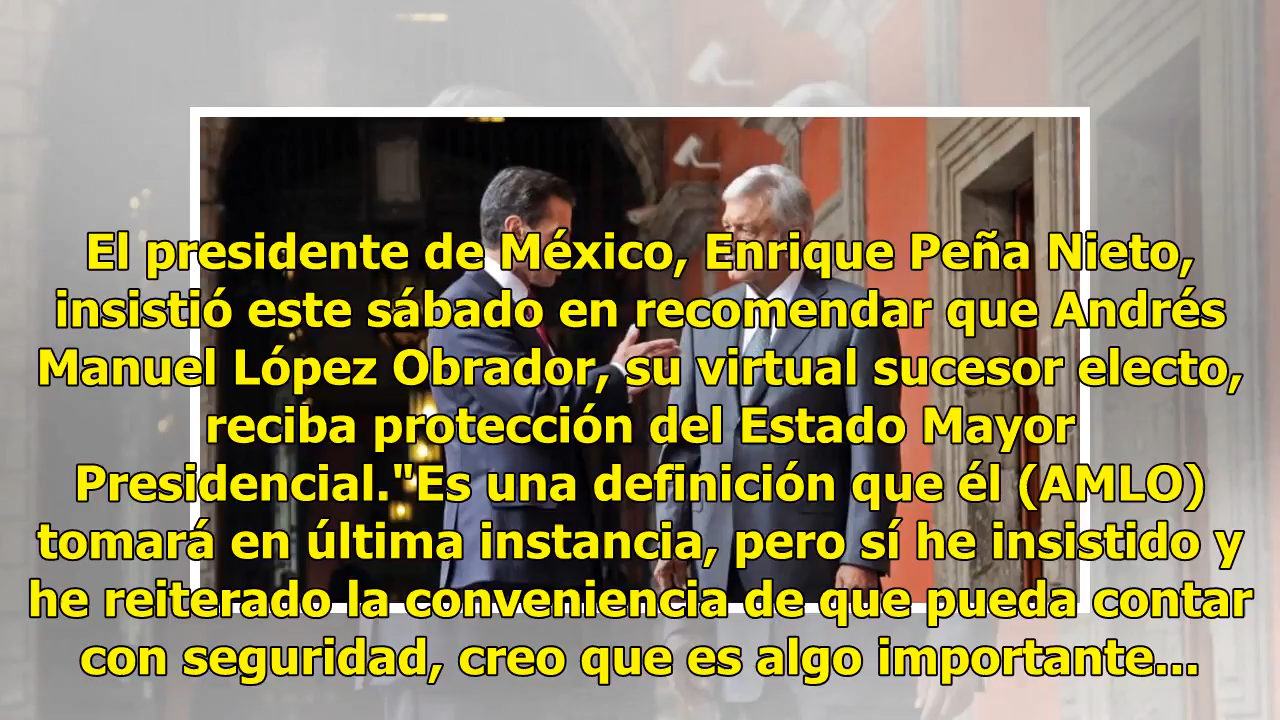 El presidente de México, Enrique Peña Nieto,
insistió este sábado en recomendar que Andrés
Manuel López Obrador, su virtual sucesor electo,
reciba protección del Estado Mayor
Presidencial."Es una definición que él (AMLO)
tomará en última instancia, pero sí he insistido y
he reiterado la conveniencia de que pueda contar
con seguridad, creo que es algo importante...